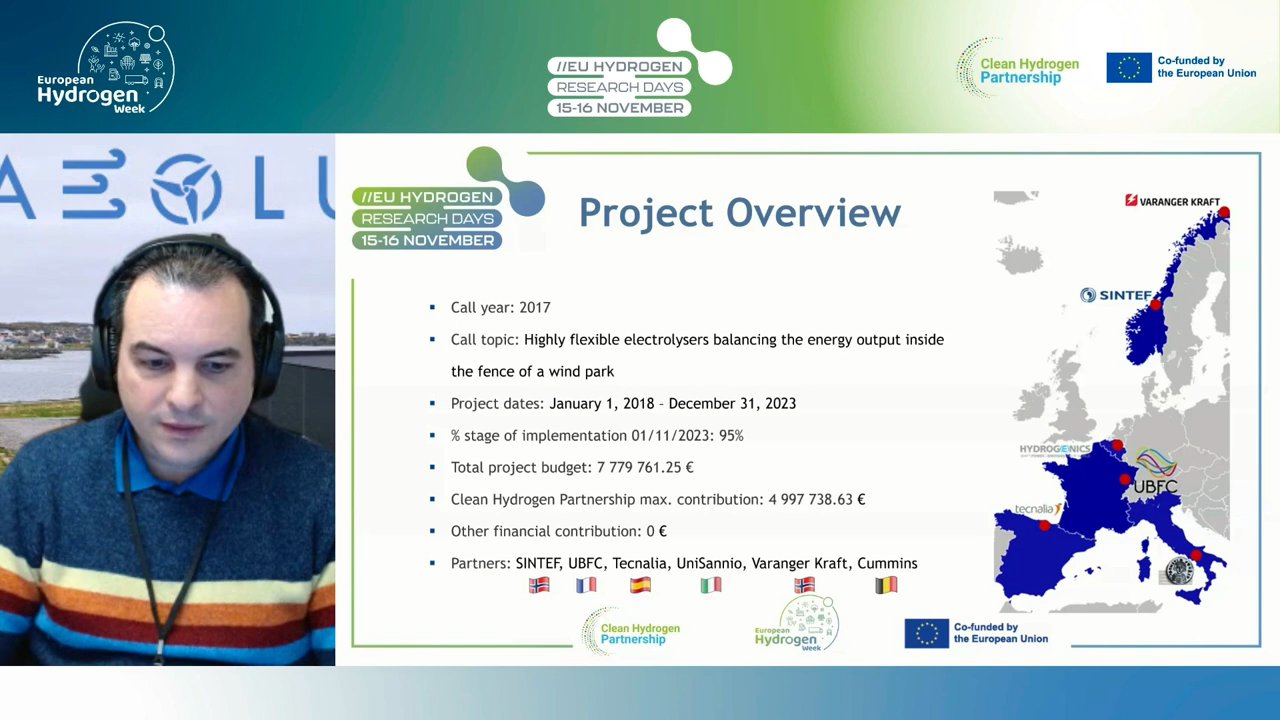 European
Hydrogen
Week
//EU HYDROGEN
RESEARCH DAYS
15-16 NOVEMBER
Clean Hydrogen
Partnership
Co-funded by
the European Union
AEOLU
//EU HYDROGEN
RESEARCH DAYS
15-16 NOVEMBER
Project Overview
VARANGER KRAFT
SINTEF
HYDROGENICS
UBFC
tecnalia
▪ Call year: 2017
▪ Call topic: Highly flexible electrolysers balancing the energy output inside
the fence of a wind park
▪ Project dates: January 1, 2018 – December 31, 2023
▪ % stage of implementation 01/11/2023: 95%
▪ Total project budget: 7 779 761.25 €
▪ Clean Hydrogen Partnership max. contribution: 4 997 738.63 €
▪ Other financial contribution: 0 €
▪ Partners: SINTEF, UBFC, Tecnalia, UniSannio, Varanger Kraft, Cummins
Clean Hydrogen
Partnership
European
Hydrogen
Week
Co-funded by
the European Union